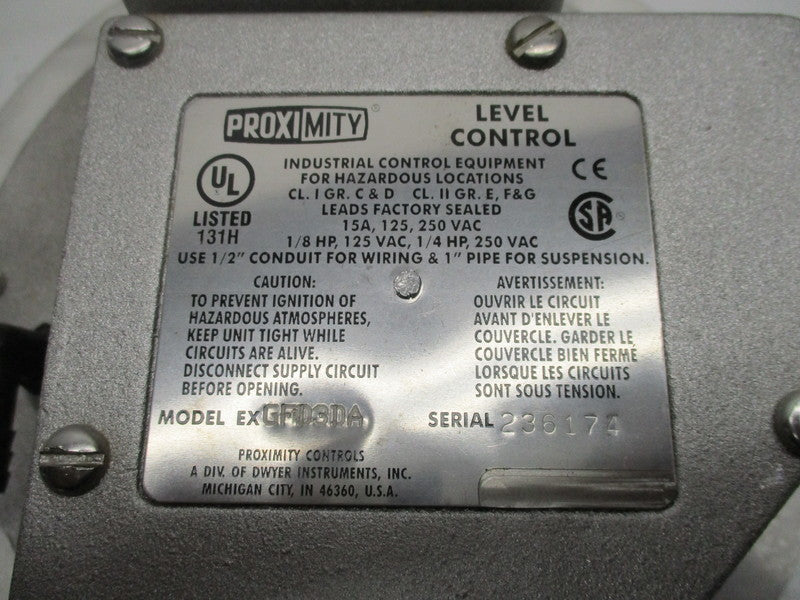 PROXIMITY®
LEVEL
CONTROL
UL
LISTED
131H
INDUSTRIAL CONTROL EQUIPMENT
FOR HAZARDOUS LOCATIONS
CL. I GR. C & D CL. II GR. E, F&G
LEADS FACTORY SEALED
15A, 125, 250 VAC
1/8 HP, 125 VAC, 1/4 HP, 250 VAC
CE
SA
USE 1/2" CONDUIT FOR WIRING & 1" PIPE FOR SUSPENSION.
CAUTION:
TO PREVENT IGNITION OF
HAZARDOUS ATMOSPHERES,
KEEP UNIT TIGHT WHILE
CIRCUITS ARE ALIVE.
DISCONNECT SUPPLY CIRCUIT
BEFORE OPENING.
AVERTISSEMENT:
OUVRIR LE CIRCUIT
AVANT D'ENLEVER LE
COUVERCLE. GARDER LE
COUVERCLE BIEN FERMÉ
LORSQUE LES CIRCUITS
SONT SOUS TENSION.
MODEL EX
SERIAL 236174
PROXIMITY CONTROLS
A DIV. OF DWYER INSTRUMENTS, INC.
MICHIGAN CITY, IN 46360, U.S.A.